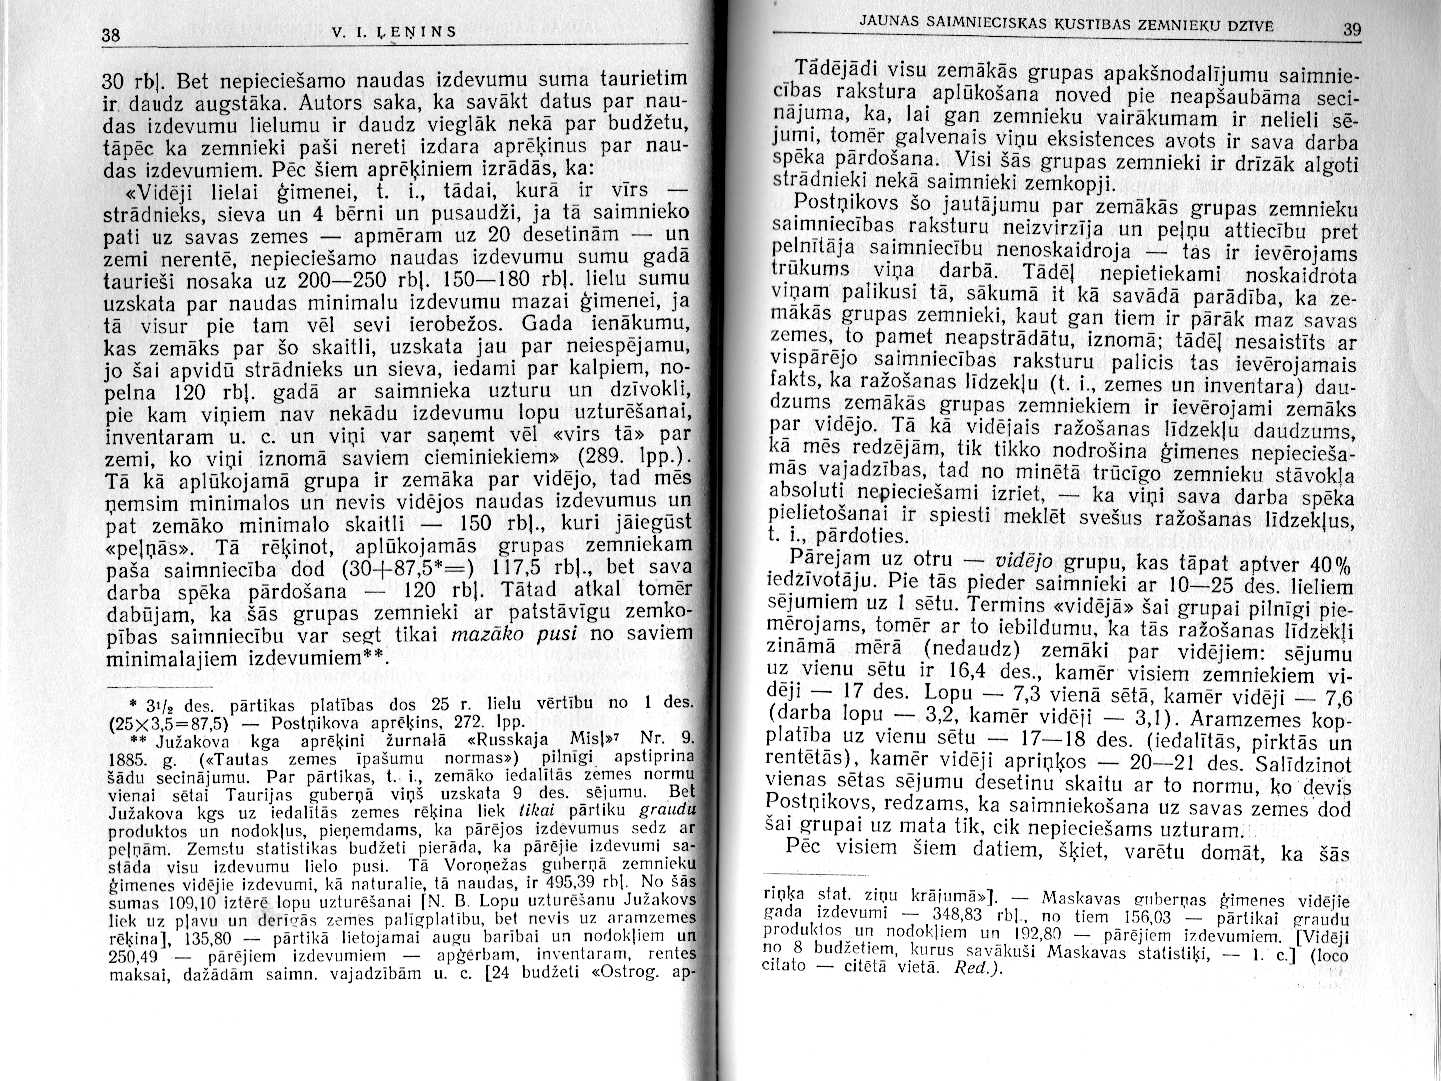 38
V. I. ĻEŅINS
30 rbļ. Bet nepieciešamo naudas izdevumu suma taurietim
ir daudz augstāka. Autors saka, ka savākt datus par nau-
das izdevumu lielumu ir daudz vieglāk nekā par budžetu,
tāpēc ka zemnieki paši nereti izdara aprēķinus par nau-
das izdevumiem. Pēc šiem aprēķiniem izrādās, ka:
«Vidēji lielai ģimenei, t. i., tādai, kurā ir vīrs —
strādnieks, sieva un 4 bērni un pusaudži, ja tā saimnieko
pati uz savas zemes — apmēram uz 20 desetinām — un
zemi nerentē, nepieciešamo naudas izdevumu sumu gadā
taurieši nosaka uz 200—250 rbļ. 150—180 rbļ. lielu sumu
uzskata par naudas minimalu izdevumu mazai ģimenei, ja
tā visur pie tam vēl sevi ierobežos. Gada ienākumu,
kas zemāks par šo skaitli, uzskata jau par neiespējamu,
jo šai apvidū strādnieks un sieva, iedami par kalpiem, no-
pelna 120 rbļ. gadā ar saimnieka uzturu un dzīvokli,
pie kam viņiem nav nekādu izdevumu lopu uzturēšanai,
inventaram u. c. un viņi var saņemt vēl «virs tā» par
zemi, ko viņi iznomā saviem cieminiekiem» (289. lpp.).
Tā kā aplūkojamā grupa ir zemāka par vidējo, tad mēs
ņemsim minimalos un nevis vidējos naudas izdevumus un
pat zemāko minimalo skaitli — 150 rbļ., kuri jāiegūst
«peļņās». Tā rēķinot, aplūkojamās grupas zemniekam
paša saimniecība dod (30+87,5*=) 117,5 rbļ., bet sava
darba spēka pārdošana — 120 rbļ. Tātad atkal tomēr
dabūjam, ka šās grupas zemnieki ar patstāvīgu zemko-
pības saimniecību var segt tikai mazāko pusi no saviem
minimalajiem izdevumiem**.
* 3½ des. pārtikas platības dos 25 r. lielu vērtību no 1 des.
(25×3,5=87,5) — Postņikova aprēķins, 272. lpp.
** Južakova kga aprēķini žurnalā «Russkaja Misļ»⁷ Nr. 9.
1885. g. («Tautas zemes īpašumu normas») pilnīgi apstiprina
šādu secinājumu. Par pārtikas, t. i., zemāko iedalītās zemes normu
vienai sētai Taurijas guberņā viņš uzskata 9 des. sējumu. Bet
Južakova kgs uz iedalītās zemes rēķina liek tikai pārtiku graudu
produktos un nodokļus, pieņemdams, ka pārējos izdevumus sedz ar
peļņām. Zemstu statistikas budžeti pierāda, ka pārējie izdevumi sa-
stāda visu izdevumu lielo pusi. Tā Voroņežas guberņā zemnieku
ģimenes vidējie izdevumi, kā naturalie, tā naudas, ir 495,39 rbļ. No šās
sumas 109,10 iztērē lopu uzturēšanai [N. B. Lopu uzturēšanu Južakovs
liek uz pļavu un derīgās zemes palīgplatību, bet nevis uz aramzemes
rēķina], 135,80 — pārtikā lietojamai augu barībai un nodokļiem un
250,49 — pārējiem izdevumiem — apģērbam, inventaram, rentes
maksai, dažādām saimn. vajadzībām u. c. [24 budžeti «Ostrog. ap-
JAUNAS SAIMNIECISKAS KUSTĪBAS ZEMNIEKU DZĪVĒ
39
Tādējādi visu zemākās grupas apakšnodalījumu saimnie-
cības rakstura aplūkošana noved pie neapšaubāma seci-
nājuma, ka, lai gan zemnieku vairākumam ir nelieli sē-
jumi, tomēr galvenais viņu eksistences avots ir sava darba
spēka pārdošana. Visi šās grupas zemnieki ir drīzāk algoti
strādnieki nekā saimnieki zemkopji.
Postņikovs šo jautājumu par zemākās grupas zemnieku
saimniecības raksturu neizvirzīja un peļņu attiecību pret
pelnītāja saimniecību nenoskaidroja — tas ir ievērojams
trūkums viņa darbā. Tādēļ nepietiekami noskaidrota
viņam palikusi tā, sākumā it kā savādā parādība, ka ze-
mākās grupas zemnieki, kaut gan tiem ir pārāk maz savas
zemes, to pamet neapstrādātu, iznomā; tādēļ nesaistīts ar
vispārējo saimniecības raksturu palicis tas ievērojamais
fakts, ka ražošanas līdzekļu (t. i., zemes un inventara) dau-
dzums zemākās grupas zemniekiem ir ievērojami zemāks
par vidējo. Tā kā vidējais ražošanas līdzekļu daudzums,
kā mēs redzējām, tik tikko nodrošina ģimenes nepiecieša-
mās vajadzības, tad no minētā trūcīgo zemnieku stāvokļa
absoluti nepieciešami izriet, — ka viņi sava darba spēka
pielietošanai ir spiesti meklēt svešus ražošanas līdzekļus,
t. i., pārdoties.
Pārejam uz otru — vidējo grupu, kas tāpat aptver 40%
iedzīvotāju. Pie tās pieder saimnieki ar 10—25 des. lieliem
sējumiem uz 1 sētu. Termins «vidējā» šai grupai pilnīgi pie-
mērojams, tomēr ar to iebildumu, ka tās ražošanas līdzekļi
zināmā mērā (nedaudz) zemāki par vidējiem: sējumu
uz vienu sētu ir 16,4 des., kamēr visiem zemniekiem vi-
dēji — 17 des. Lopu — 7,3 vienā sētā, kamēr vidēji — 7,6
(darba lopu — 3,2, kamēr vidēji — 3,1). Aramzemes kop-
platība uz vienu sētu — 17—18 des. (iedalītās, pirktās un
rentētās), kamēr vidēji apriņķos — 20—21 des. Salīdzinot
vienas sētas sējumu desetinu skaitu ar to normu, ko devis
Postņikovs, redzams, ka saimniekošana uz savas zemes dod
šai grupai uz mata tik, cik nepieciešams uzturam.
Pēc visiem šiem datiem, šķiet, varētu domāt, ka šās
riņķa stat. ziņu krājumās»]. — Maskavas guberņas ģimenes vidējie
gada izdevumi — 348,83 rbļ., no tiem 156,03 — pārtikai graudu
produktos un nodokļiem un 192,80 — pārējiem izdevumiem. [Vidēji
no 8 budžetiem, kurus savākuši Maskavas statistiķi, — l. c.] (loco
citato — citētā vietā. Red.).